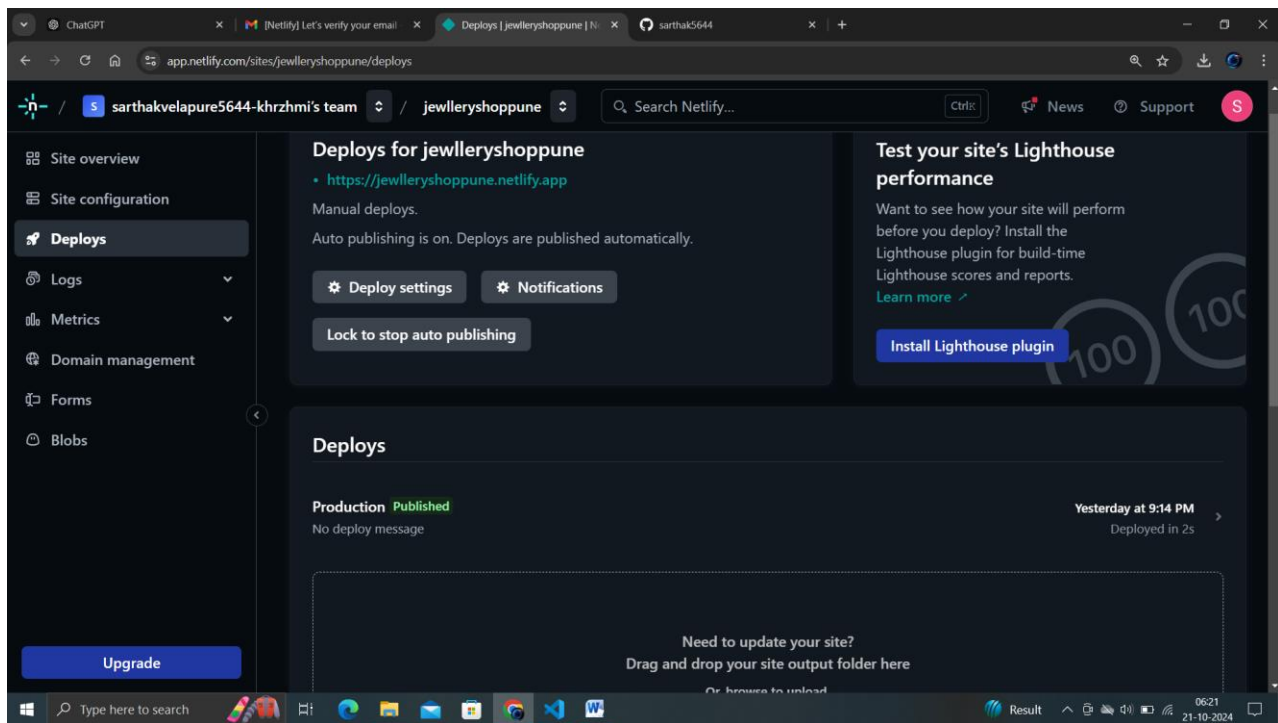 ChatGPT
[Netlify] Let's verify your email
Deploys | jewlleryshoppune | N
sarthak5644
app.netlify.com/sites/jewlleryshoppune/deploys
S sarthakvelapure5644-khrzhmi's team / jewlleryshoppune
Search Netlify...
Ctrl K
News
Support
S
Site overview
Site configuration
Deploys
Logs
Metrics
Domain management
Forms
Blobs
Upgrade
Deploys for jewlleryshoppune
• https://jewlleryshoppune.netlify.app
Manual deploys.
Auto publishing is on. Deploys are published automatically.
Deploy settings
Notifications
Lock to stop auto publishing
Test your site's Lighthouse
performance
Want to see how your site will perform
before you deploy? Install the
Lighthouse plugin for build-time
Lighthouse scores and reports.
Learn more ↗
Install Lighthouse plugin
100
100
Deploys
Production Published
No deploy message
Yesterday at 9:14 PM
Deployed in 2s
Need to update your site?
Drag and drop your site output folder here
Or, browse to upload
Type here to search
Result
06:21
21-10-2024